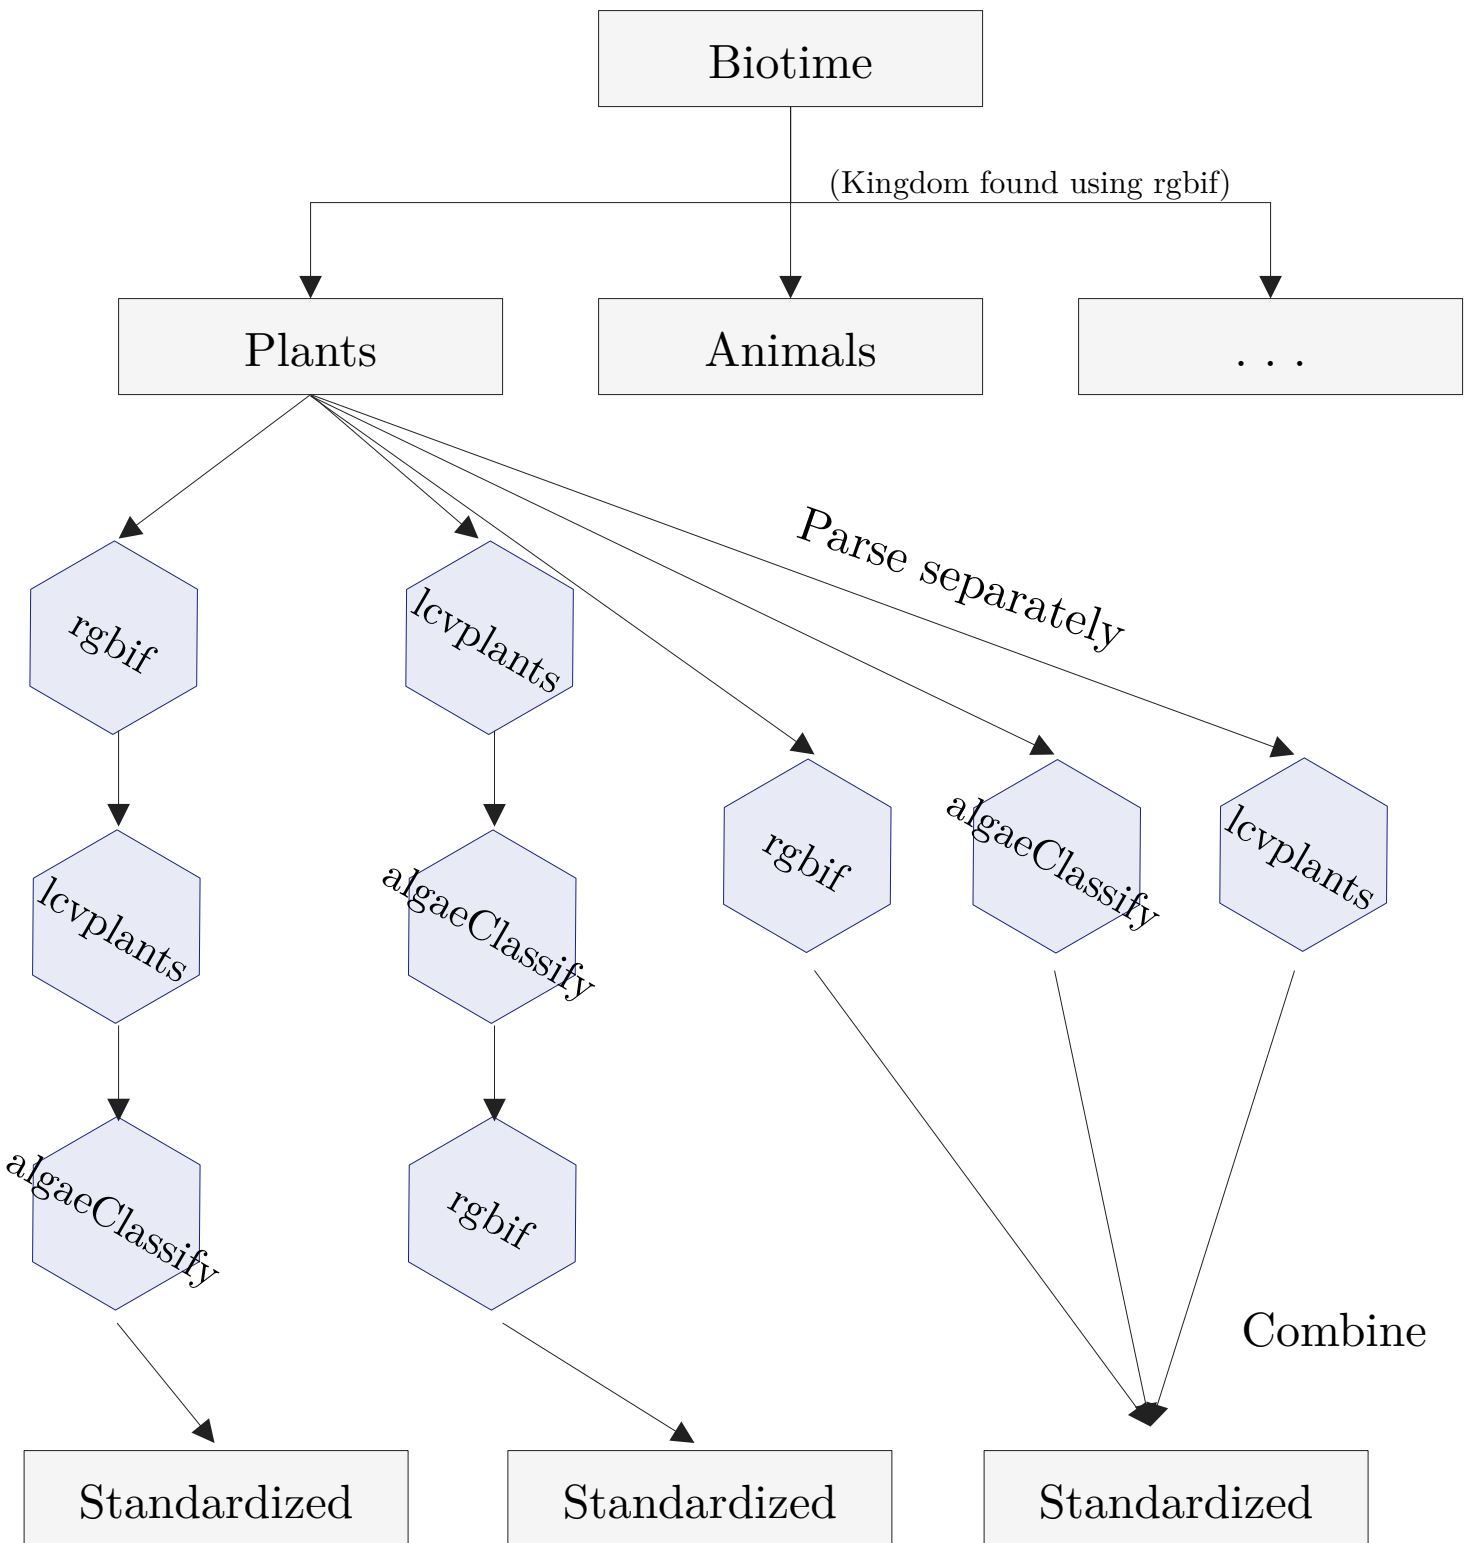 Biotime
(Kingdom found using rgbif)
Plants
Animals
. . .
Parse separately
rgbif
lcvplants
rgbif
algaeClassify
lcvplants
lcvplants
algaeClassify
algaeClassify
rgbif
Combine
Standardized
Standardized
Standardized